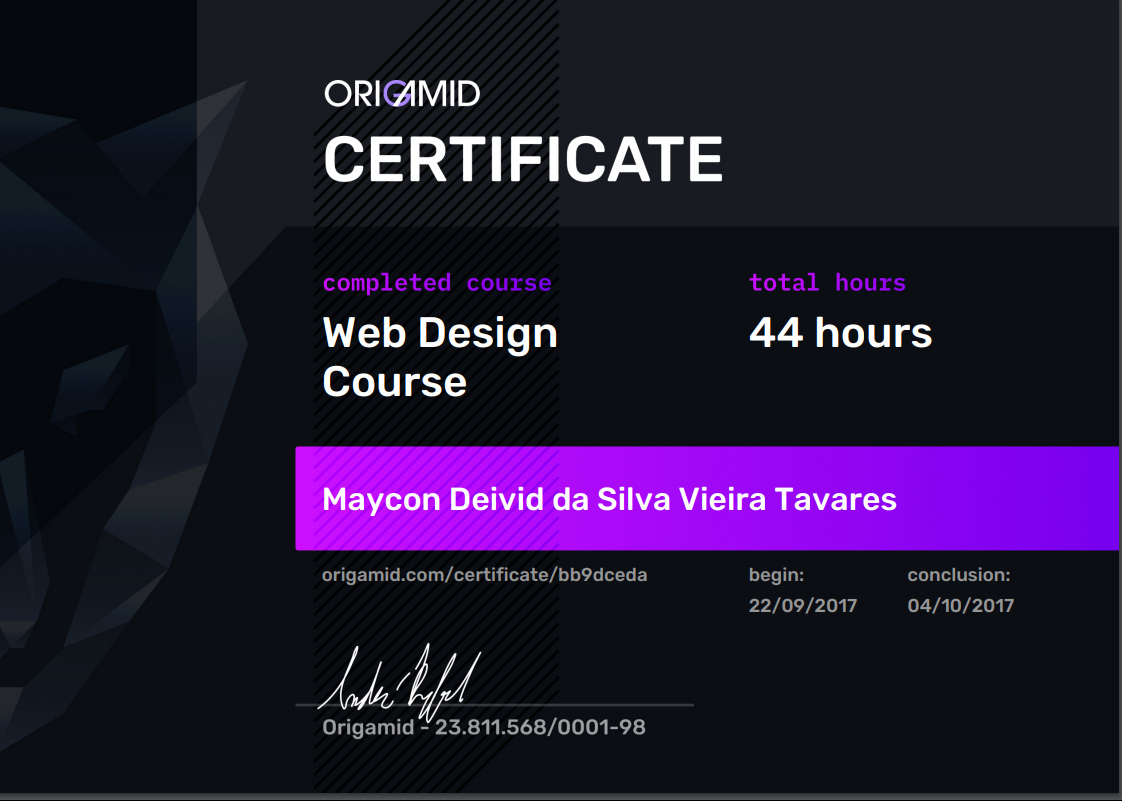 ORIGAMID
CERTIFICATE
completed course
Web Design
Course
total hours
44 hours
Maycon Deivid da Silva Vieira Tavares
origamid.com/certificate/bb9dceda
begin:
22/09/2017
conclusion:
04/10/2017
Origamid - 23.811.568/0001-98